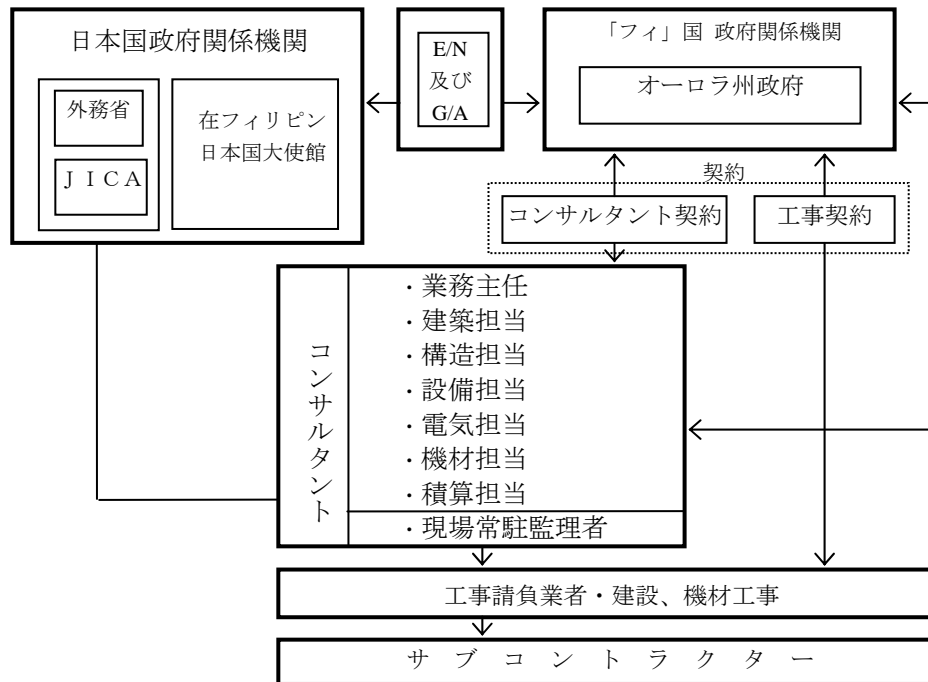 日本国政府関係機関
外務省
ＪＩＣＡ
在フィリピン
日本国大使館
E/N
及び
G/A
「フィ」国 政府関係機関
オーロラ州政府
契約
コンサルタント契約
工事契約
コンサルタント
・業務主任
・建築担当
・構造担当
・設備担当
・電気担当
・機材担当
・積算担当
・現場常駐監理者
工事請負業者・建設、機材工事
サブコントラクター